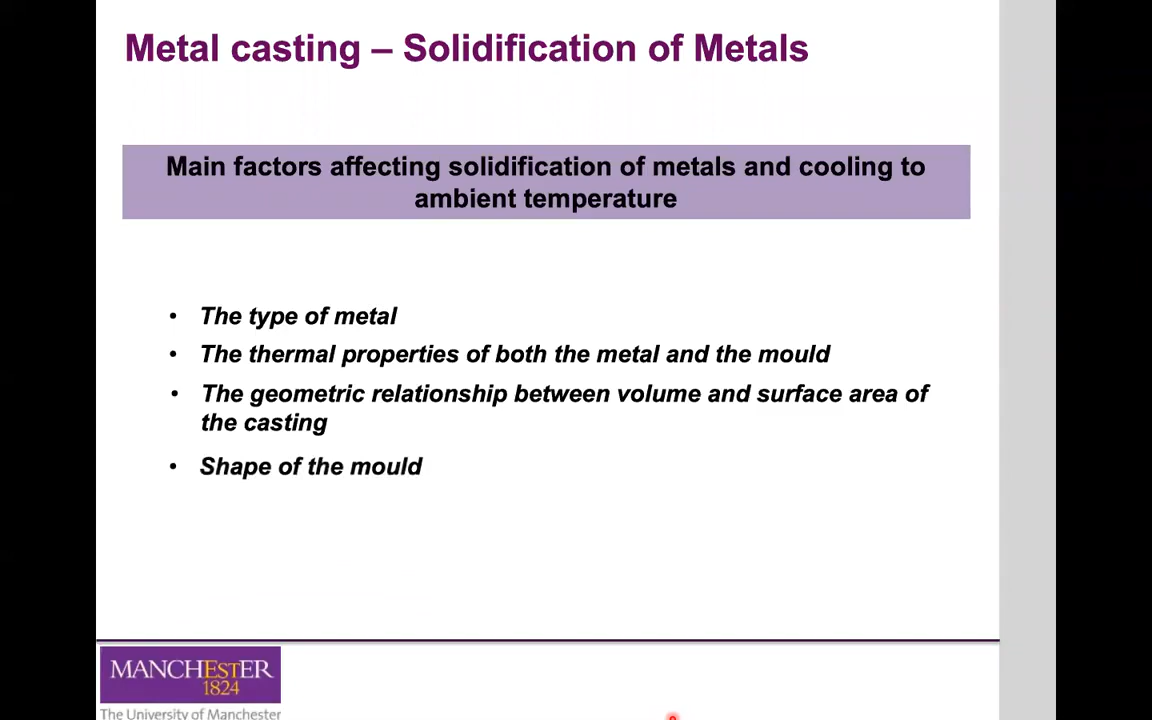 Metal casting – Solidification of Metals
Main factors affecting solidification of metals and cooling to
ambient temperature
• The type of metal
• The thermal properties of both the metal and the mould
• The geometric relationship between volume and surface area of
the casting
• Shape of the mould
MANCHESTER
1824
The University of Manchester